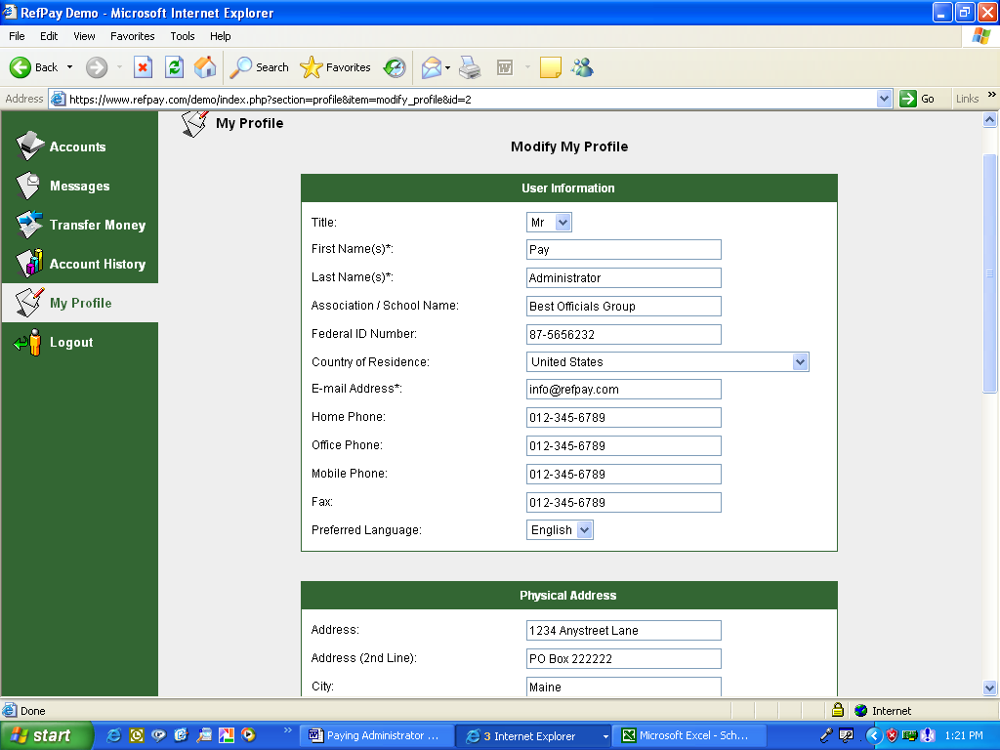 RefPay Demo - Microsoft Internet Explorer
File Edit View Favorites Tools Help
Back Search Favorites
Address https://www.refpay.com/demo/index.php?section=profile&item=modify_profile&id=2 Go Links »
My Profile
Modify My Profile
Accounts
Messages
Transfer Money
Account History
My Profile
Logout
User Information
Title: Mr
First Name(s)*: Pay
Last Name(s)*: Administrator
Association / School Name: Best Officials Group
Federal ID Number: 87-5656232
Country of Residence: United States
E-mail Address*: info@refpay.com
Home Phone: 012-345-6789
Office Phone: 012-345-6789
Mobile Phone: 012-345-6789
Fax: 012-345-6789
Preferred Language: English
Physical Address
Address: 1234 Anystreet Lane
Address (2nd Line): PO Box 222222
City: Maine
Done Internet
start » Paying Administrator ... 3 Internet Explorer Microsoft Excel - Sch... 1:21 PM